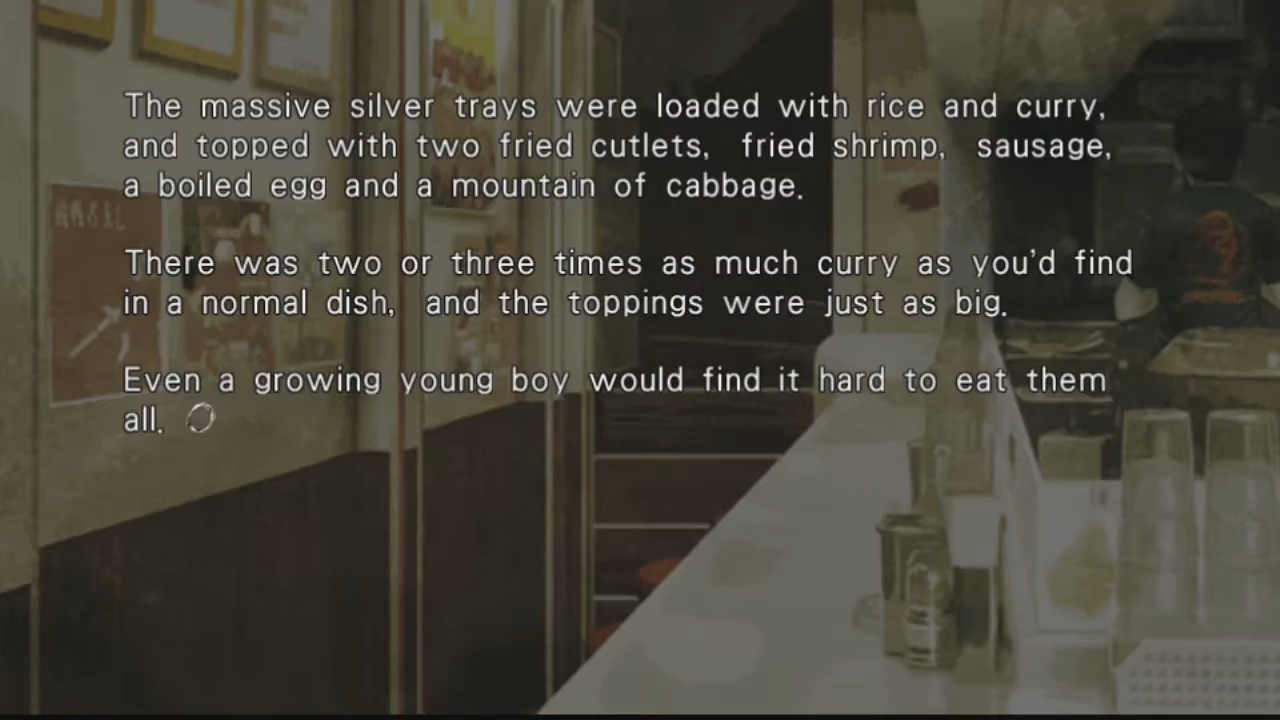 The massive silver trays were loaded with rice and curry,
and topped with two fried cutlets, fried shrimp, sausage,
a boiled egg and a mountain of cabbage.
There was two or three times as much curry as you'd find
in a normal dish, and the toppings were just as big.
Even a growing young boy would find it hard to eat them
all.